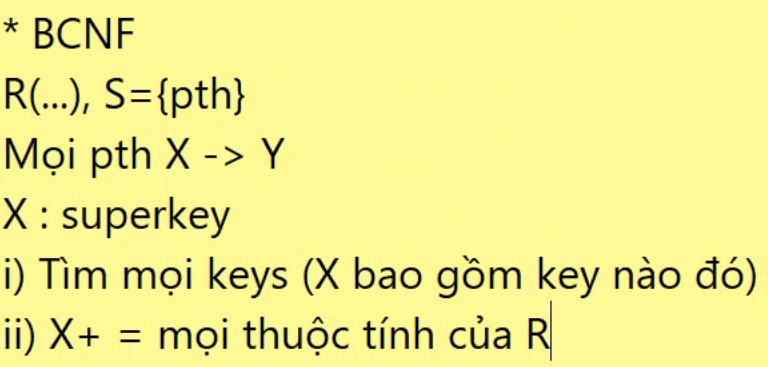 * BCNF
R(...), S={pth}
Mọi pth X -> Y
X : superkey
i) Tìm mọi keys (X bao gồm key nào đó)
ii) X+ = mọi thuộc tính của R